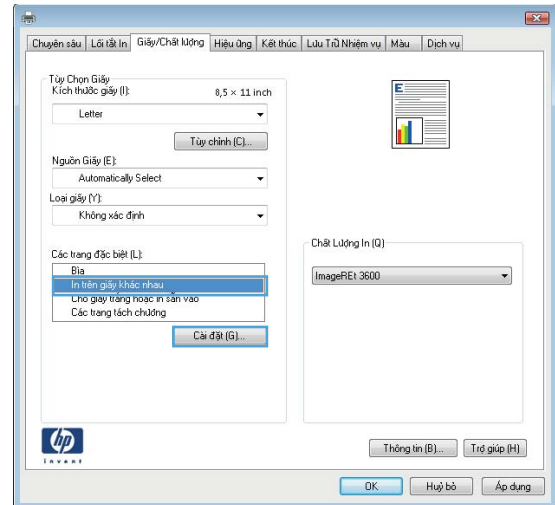 Chuyên sâu Lối tắt In Giấy/Chất lượng Hiệu ứng Kết thúc Lưu Trữ Nhiệm vụ Màu Dịch vụ
Tùy Chọn Giấy
Kích thước giấy (I): 8,5 × 11 inch
Letter
Tùy chỉnh (C)...
Nguồn Giấy (E):
Automatically Select
Loại giấy (Y):
Không xác định
Các trang đặc biệt (L):
Bìa
In trên giấy khác nhau
Cho giấy trắng hoặc in sẵn vào
Các trang tách chương
Cài đặt (G)...
E
Chất Lượng In (Q)
ImageREt 3600
hp
invent
Thông tin (B)... Trợ giúp (H)
OK Huỷ bỏ Áp dụng